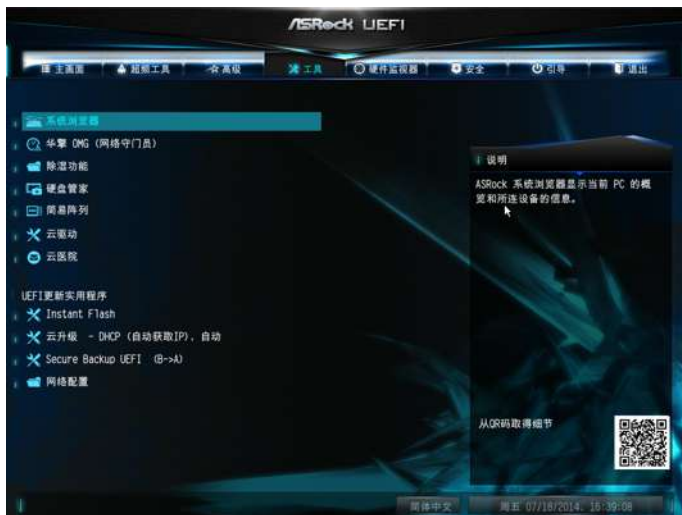 ASRock UEFI
主画面 超频工具 高级 工具 硬件监视器 安全 引导 退出
系统浏览器
华擎 OMG (网络守门员)
除湿功能
硬盘管家
简易阵列
云驱动
云医院
说明
ASRock 系统浏览器显示当前 PC 的概
览和所连设备的信息。
UEFI更新实用程序
Instant Flash
云升级 - DHCP (自动获取IP), 自动
Secure Backup UEFI (B->A)
网络配置
从QR码取得细节
简体中文 周五 07/18/2014. 16:39:08